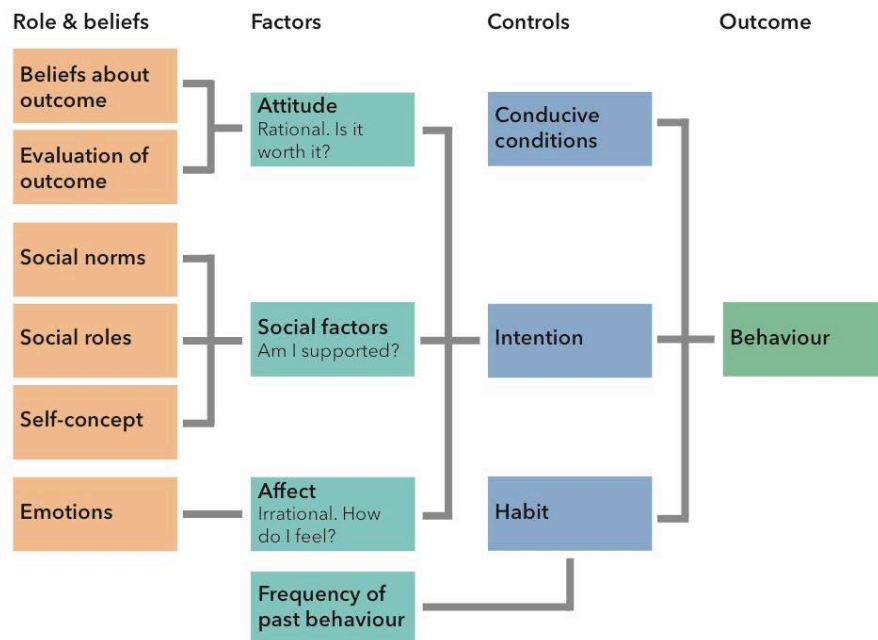 Role & beliefs
Factors
Controls
Outcome
Beliefs about
outcome
Evaluation of
outcome
Social norms
Social roles
Self-concept
Emotions
Attitude
Rational. Is it
worth it?
Social factors
Am I supported?
Affect
Irrational. How
do I feel?
Frequency of
past behaviour
Conducive
conditions
Intention
Habit
Behaviour